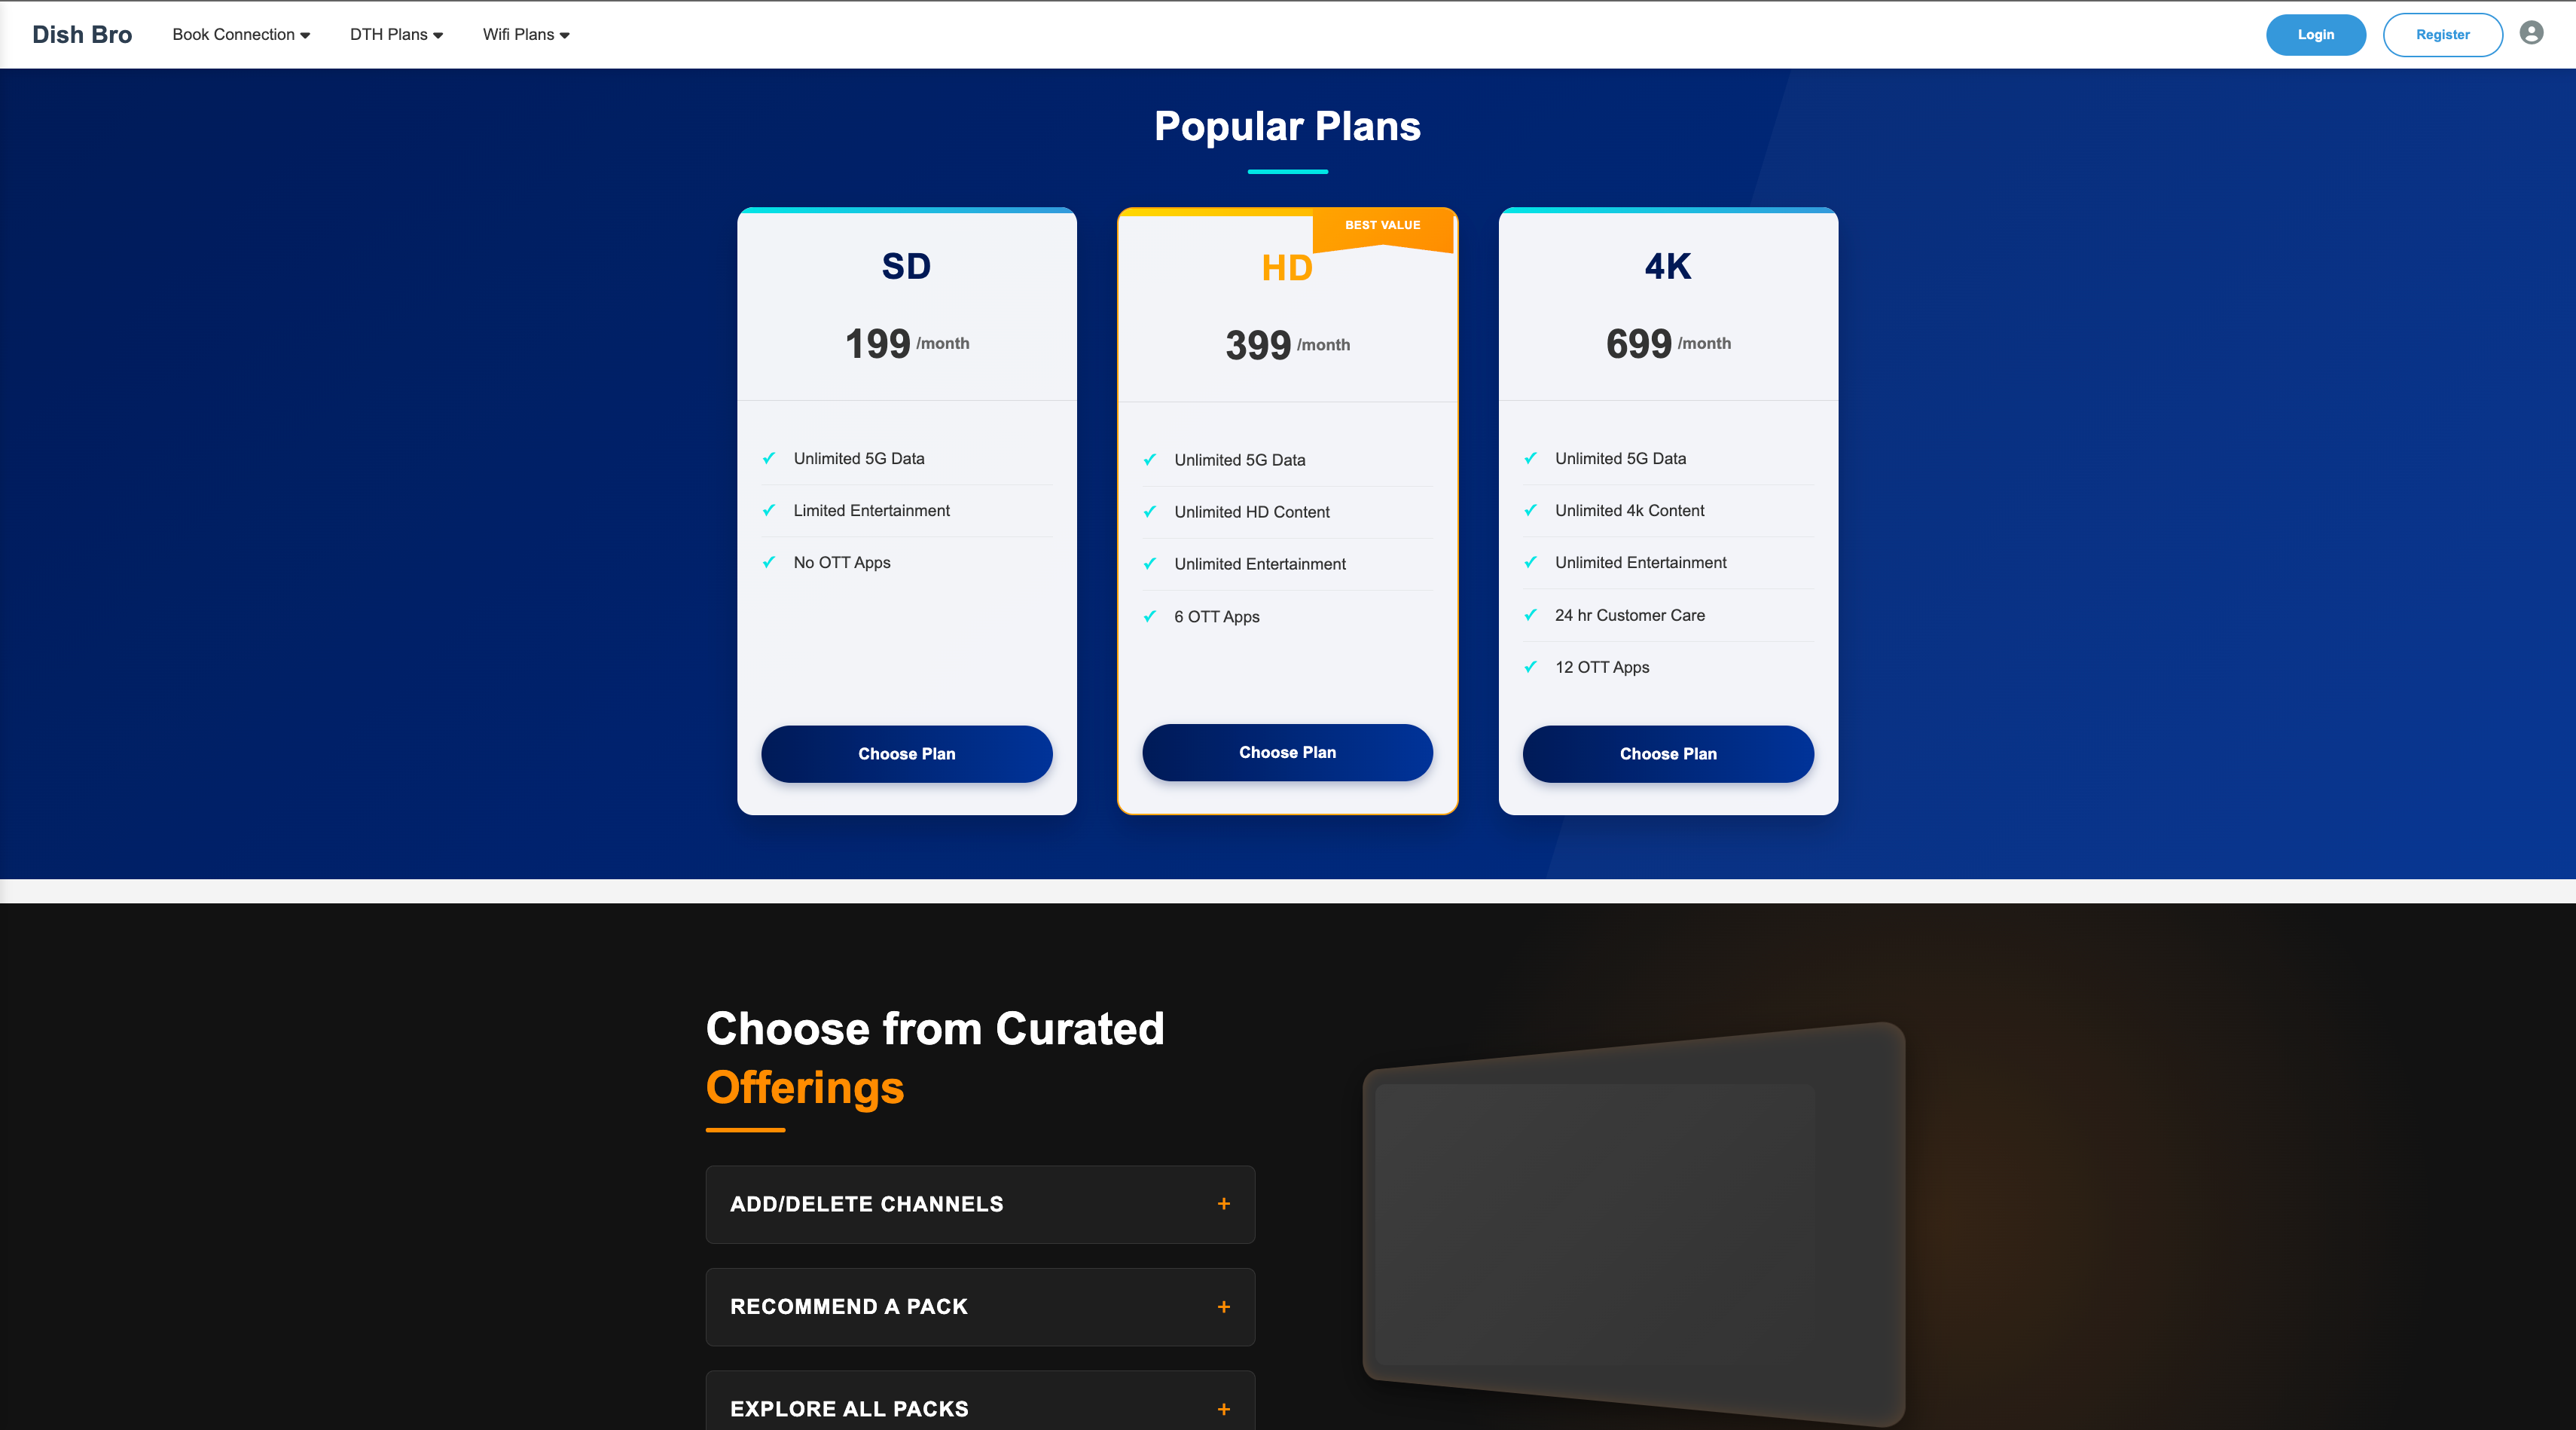 Dish Bro
Book Connection
DTH Plans
Wifi Plans
Login
Register
Popular Plans
SD
199 /month
✓ Unlimited 5G Data
✓ Limited Entertainment
✓ No OTT Apps
Choose Plan
BEST VALUE
HD
399 /month
✓ Unlimited 5G Data
✓ Unlimited HD Content
✓ Unlimited Entertainment
✓ 6 OTT Apps
Choose Plan
4K
699 /month
✓ Unlimited 5G Data
✓ Unlimited 4k Content
✓ Unlimited Entertainment
✓ 24 hr Customer Care
✓ 12 OTT Apps
Choose Plan
Choose from Curated
Offerings
ADD/DELETE CHANNELS +
RECOMMEND A PACK +
EXPLORE ALL PACKS +